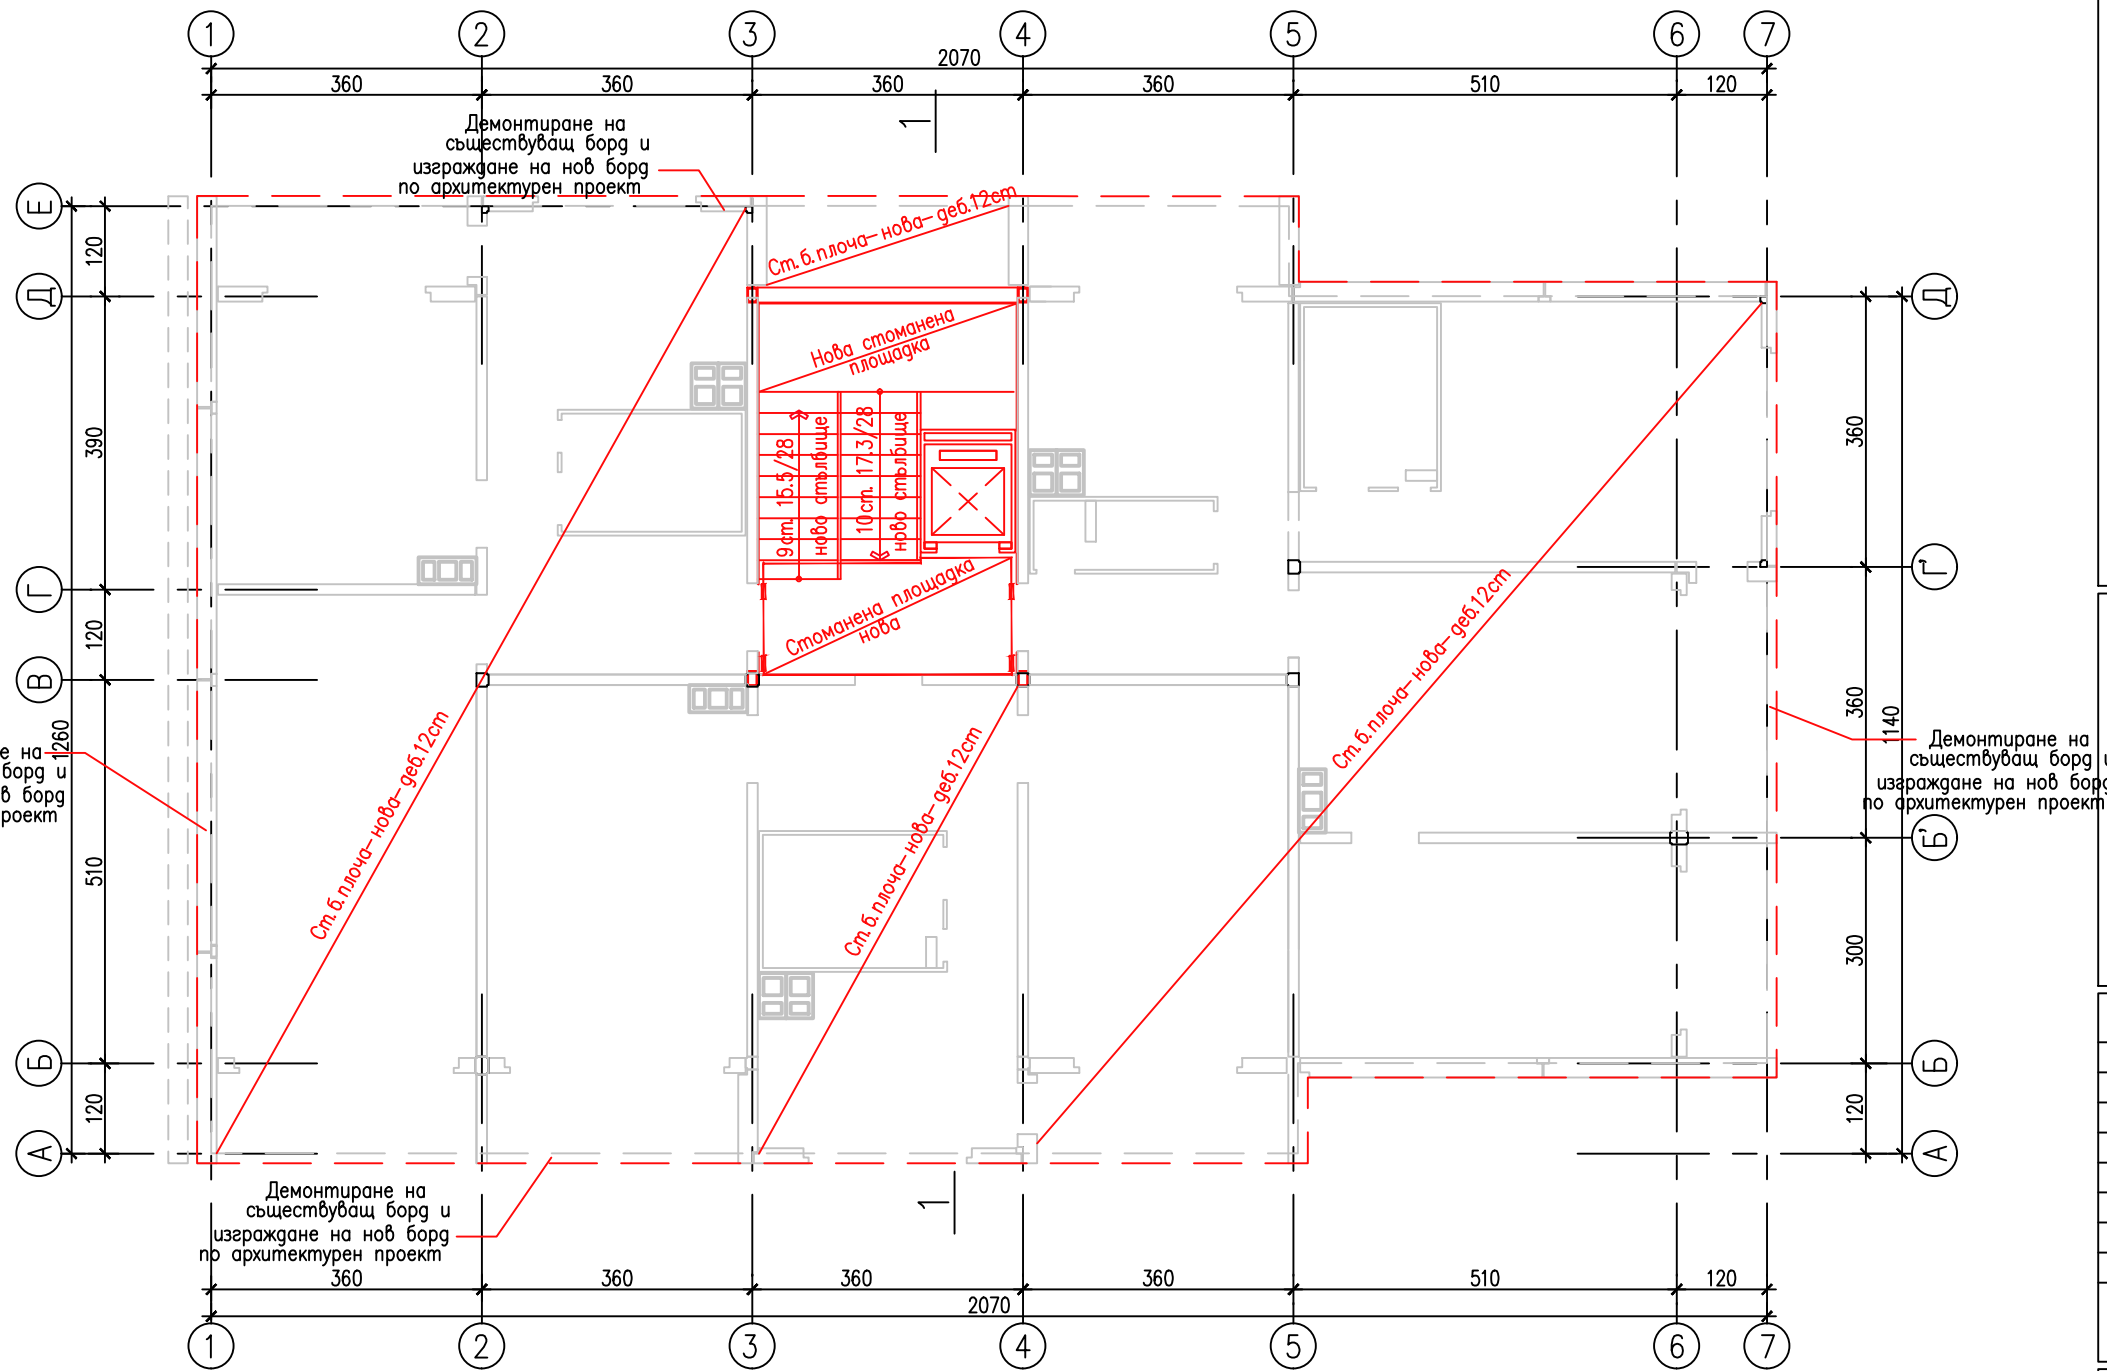 1 2 3 4 5 6 7
2070
360 360 360 360 510 120
Демонтиране на
съществуващ борд и
изграждане на нов борд
по архитектурен проект
1
Е
Д
Г
В
Б
А
120
390
120
510
120
1260
Ст.б.плоча-нова-деб.12cm
Нова стоманена
площадка
9ст. 15.5/28
ново стълбище
10ст. 17.3/28
ново стълбище
Стоманена площадка
нова
Ст.б.плоча-нова-деб.12cm
Ст.б.плоча-нова-деб.12cm
Ст.б.плоча-нова-деб.12cm
е на
борд и
в борд
роект
Д
Г'
Б'
Б
А
360
360
300
120
1140
Демонтиране на
съществуващ борд и
изграждане на нов борд
по архитектурен проект
Демонтиране на
съществуващ борд и
изграждане на нов борд
по архитектурен проект
1
360 360 360 360 510 120
2070
1 2 3 4 5 6 7